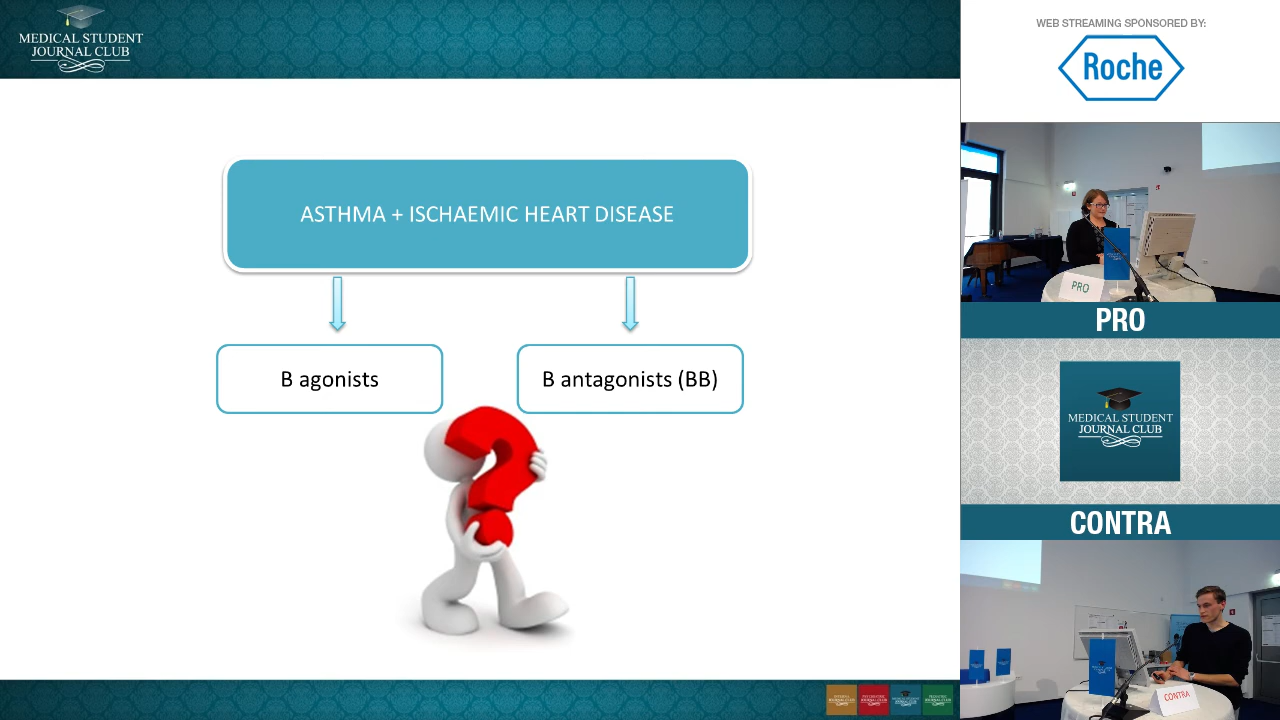 MEDICAL STUDENT
JOURNAL CLUB
ASTHMA + ISCHAEMIC HEART DISEASE
B agonists
B antagonists (BB)
WEB STREAMING SPONSORED BY:
Roche
PRO
PRO
MEDICAL STUDENT
JOURNAL CLUB
CONTRA
CONTRA